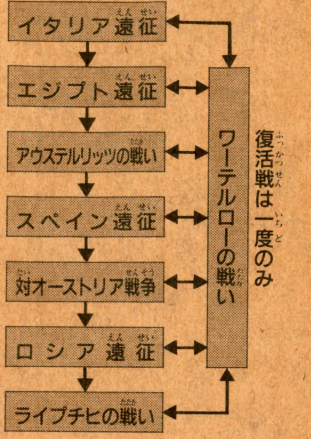 イタリア遠征
エジプト遠征
アウステルリッツの戦い
スペイン遠征
対オーストリア戦争
ロシア遠征
ライプチヒの戦い
ワーテルローの戦い
復活戦は一度のみ